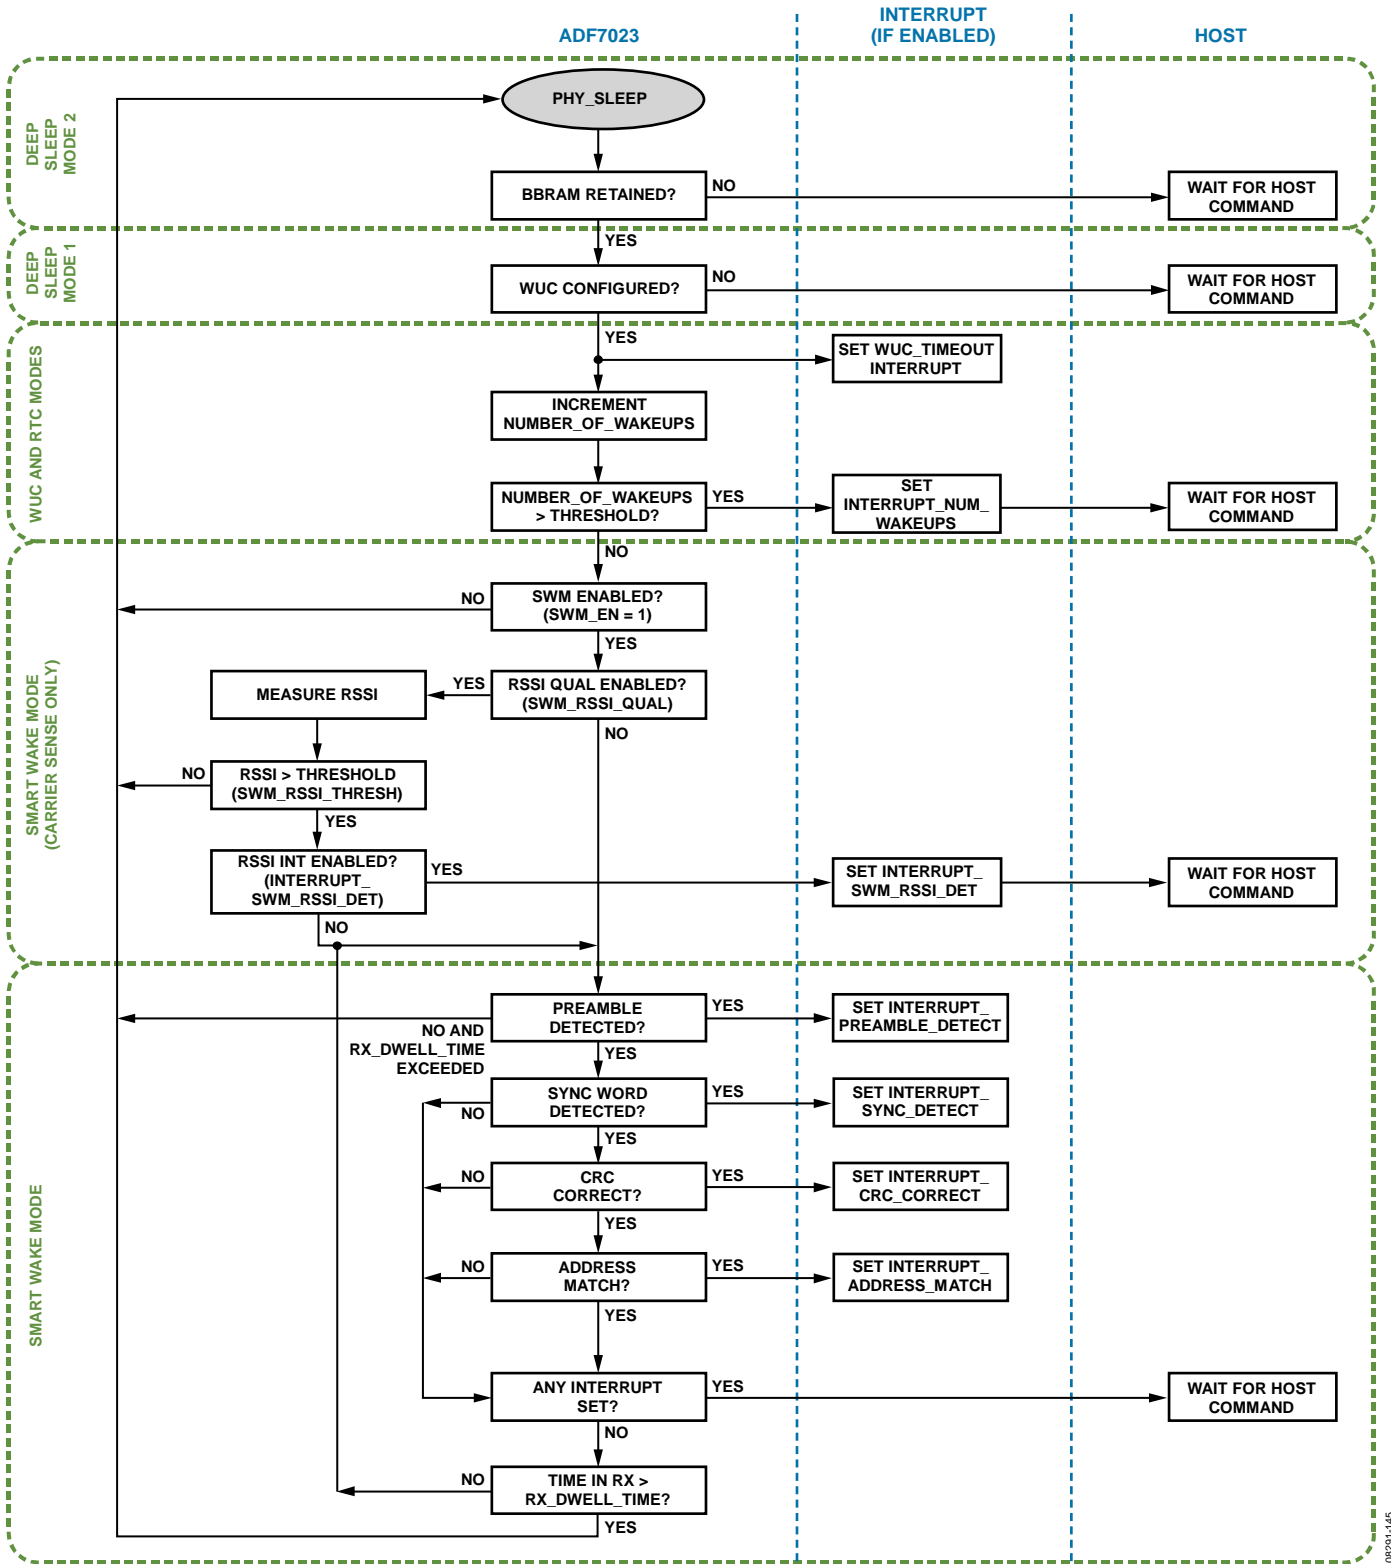 ADF7023
INTERRUPT
(IF ENABLED)
HOST
DEEP
SLEEP
MODE 2
PHY_SLEEP
BBRAM RETAINED?
NO
WAIT FOR HOST
COMMAND
YES
DEEP
SLEEP
MODE 1
WUC CONFIGURED?
NO
WAIT FOR HOST
COMMAND
YES
WUC AND RTC MODES
SET WUC_TIMEOUT
INTERRUPT
INCREMENT
NUMBER_OF_WAKEUPS
NUMBER_OF_WAKEUPS
> THRESHOLD?
YES
SET
INTERRUPT_NUM_
WAKEUPS
WAIT FOR HOST
COMMAND
NO
SMART WAKE MODE
(CARRIER SENSE ONLY)
NO
SWM ENABLED?
(SWM_EN = 1)
YES
MEASURE RSSI
YES
RSSI QUAL ENABLED?
(SWM_RSSI_QUAL)
NO
NO
RSSI > THRESHOLD
(SWM_RSSI_THRESH)
YES
RSSI INT ENABLED?
(INTERRUPT_
SWM_RSSI_DET)
YES
SET INTERRUPT_
SWM_RSSI_DET
WAIT FOR HOST
COMMAND
NO
SMART WAKE MODE
PREAMBLE
DETECTED?
YES
SET INTERRUPT_
PREAMBLE_DETECT
NO AND
RX_DWELL_TIME
EXCEEDED
YES
SYNC WORD
DETECTED?
NO
YES
SET INTERRUPT_
SYNC_DETECT
YES
NO
CRC
CORRECT?
YES
SET INTERRUPT_
CRC_CORRECT
YES
NO
ADDRESS
MATCH?
YES
SET INTERRUPT_
ADDRESS_MATCH
YES
ANY INTERRUPT
SET?
YES
WAIT FOR HOST
COMMAND
NO
NO
TIME IN RX >
RX_DWELL_TIME?
YES
08291-145